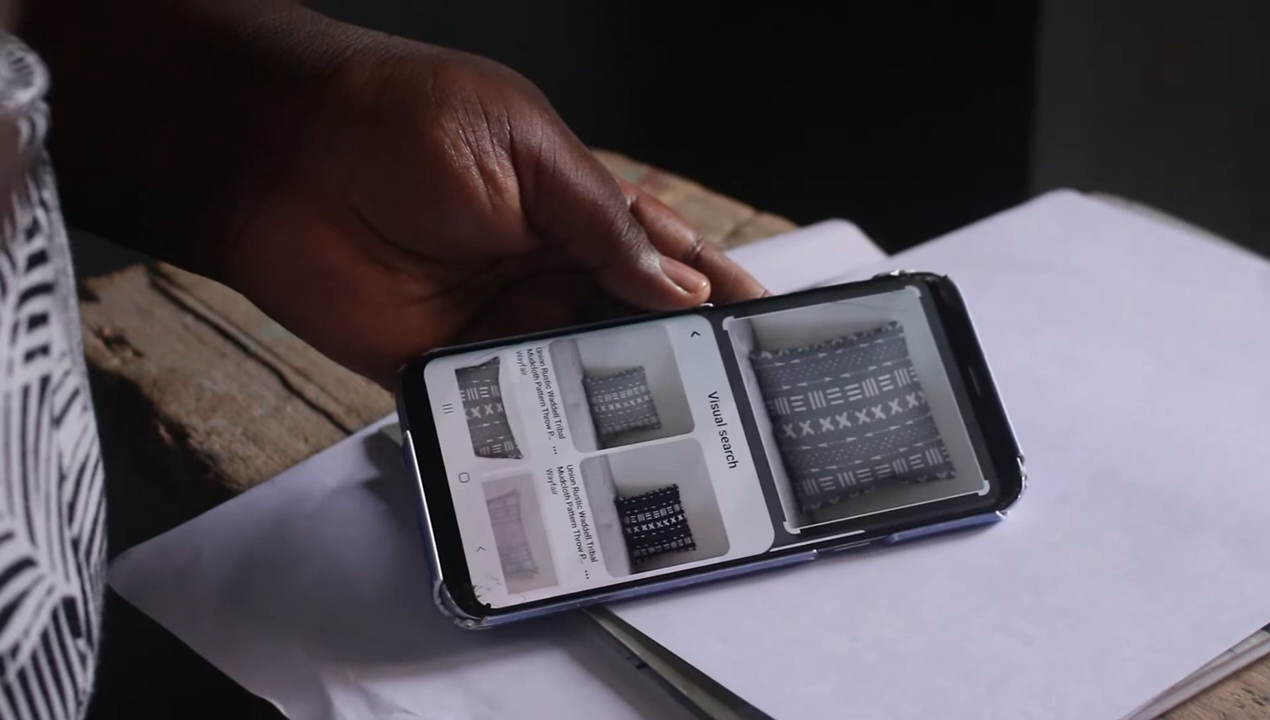 Visual search
Union Rustic Waddell Tribal
Mudcloth Pattern Throw P...
Wayfair
Union Rustic Waddell Tribal
Mudcloth Pattern Throw P...
Wayfair